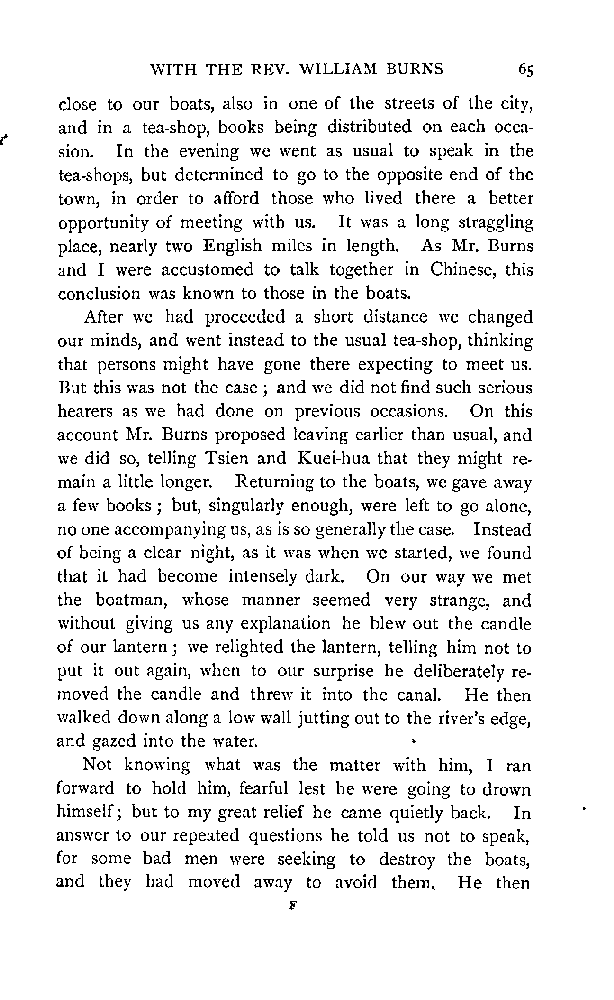 WITH THE REV. WILLIAM BURNS 65
close to our boats, also in one of the streets of the city,
and in a tea-shop, books being distributed on each occa-
sion. In the evening we went as usual to speak in the
tea-shops, but determined to go to the opposite end of the
town, in order to afford those who lived there a better
opportunity of meeting with us. It was a long straggling
place, nearly two English miles in length. As Mr. Burns
and I were accustomed to talk together in Chinese, this
conclusion was known to those in the boats.
After we had proceeded a short distance we changed
our minds, and went instead to the usual tea-shop, thinking
that persons might have gone there expecting to meet us.
But this was not the case ; and we did not find such serious
hearers as we had done on previous occasions. On this
account Mr. Burns proposed leaving earlier than usual, and
we did so, telling Tsien and Kuei-hua that they might re-
main a little longer. Returning to the boats, we gave away
a few books ; but, singularly enough, were left to go alone,
no one accompanying us, as is so generally the case. Instead
of being a clear night, as it was when we started, we found
that it had become intensely dark. On our way we met
the boatman, whose manner seemed very strange, and
without giving us any explanation he blew out the candle
of our lantern ; we relighted the lantern, telling him not to
put it out again, when to our surprise he deliberately re-
moved the candle and threw it into the canal. He then
walked down along a low wall jutting out to the river's edge,
and gazed into the water.
Not knowing what was the matter with him, I ran
forward to hold him, fearful lest he were going to drown
himself ; but to my great relief he came quietly back. In
answer to our repeated questions he told us not to speak,
for some bad men were seeking to destroy the boats,
and they had moved away to avoid them. He then
F